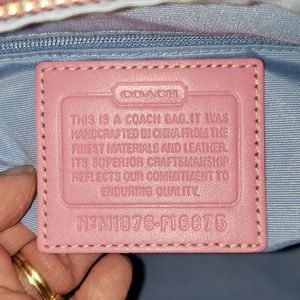 COACH
THIS IS A COACH BAG. IT WAS
HANDCRAFTED IN CHINA FROM THE
FINEST MATERIALS AND LEATHER.
ITS SUPERIOR CRAFTSMANSHIP
REFLECTS OUR COMMITMENT TO
ENDURING QUALITY.
Nº M1076-F16875